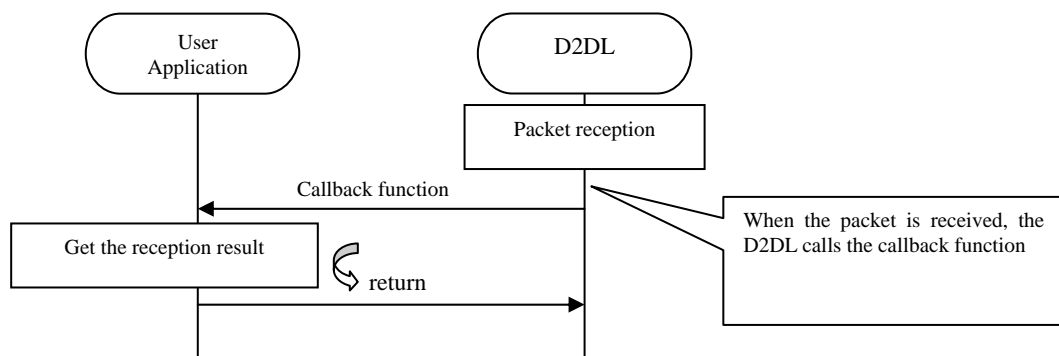 User
Application
D2DL
Packet reception
Callback function
When the packet is received, the
D2DL calls the callback function
Get the reception result
return